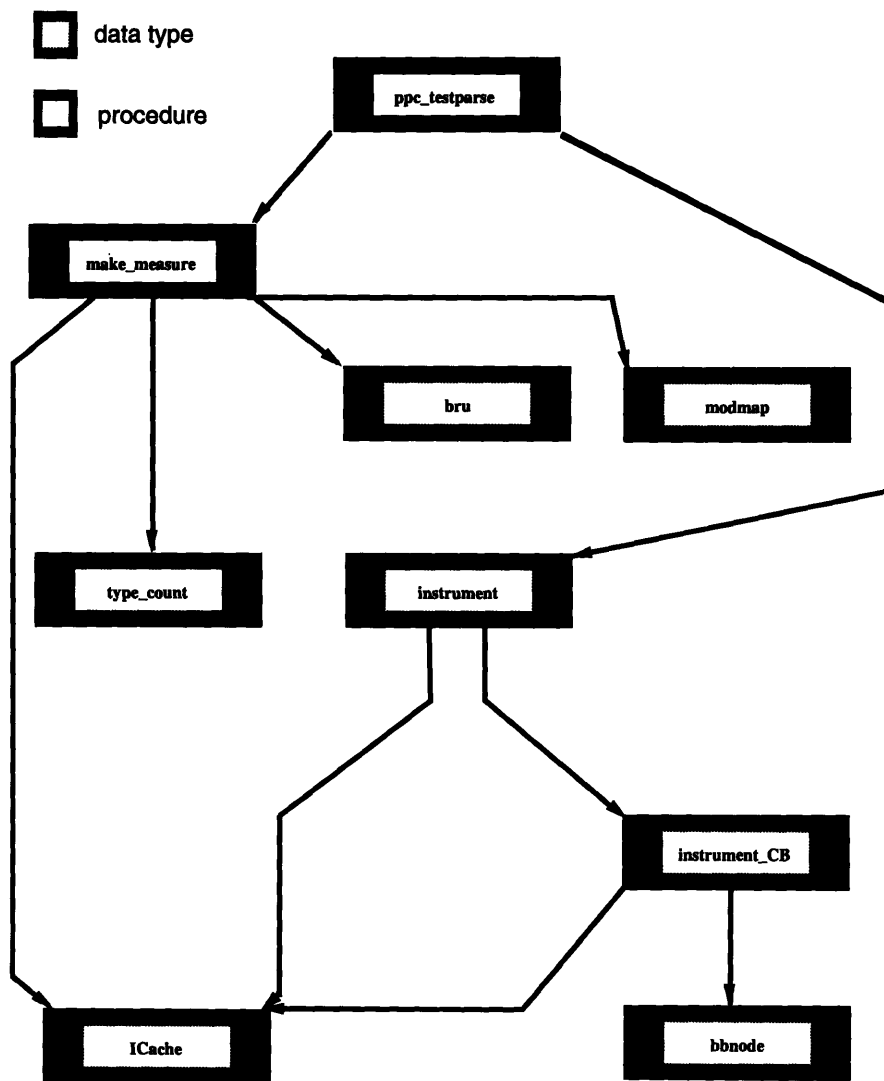 data type
procedure
ppc_testparse
make_measure
bru
modmap
type_count
instrument
instrument_CB
ICache
bbnode